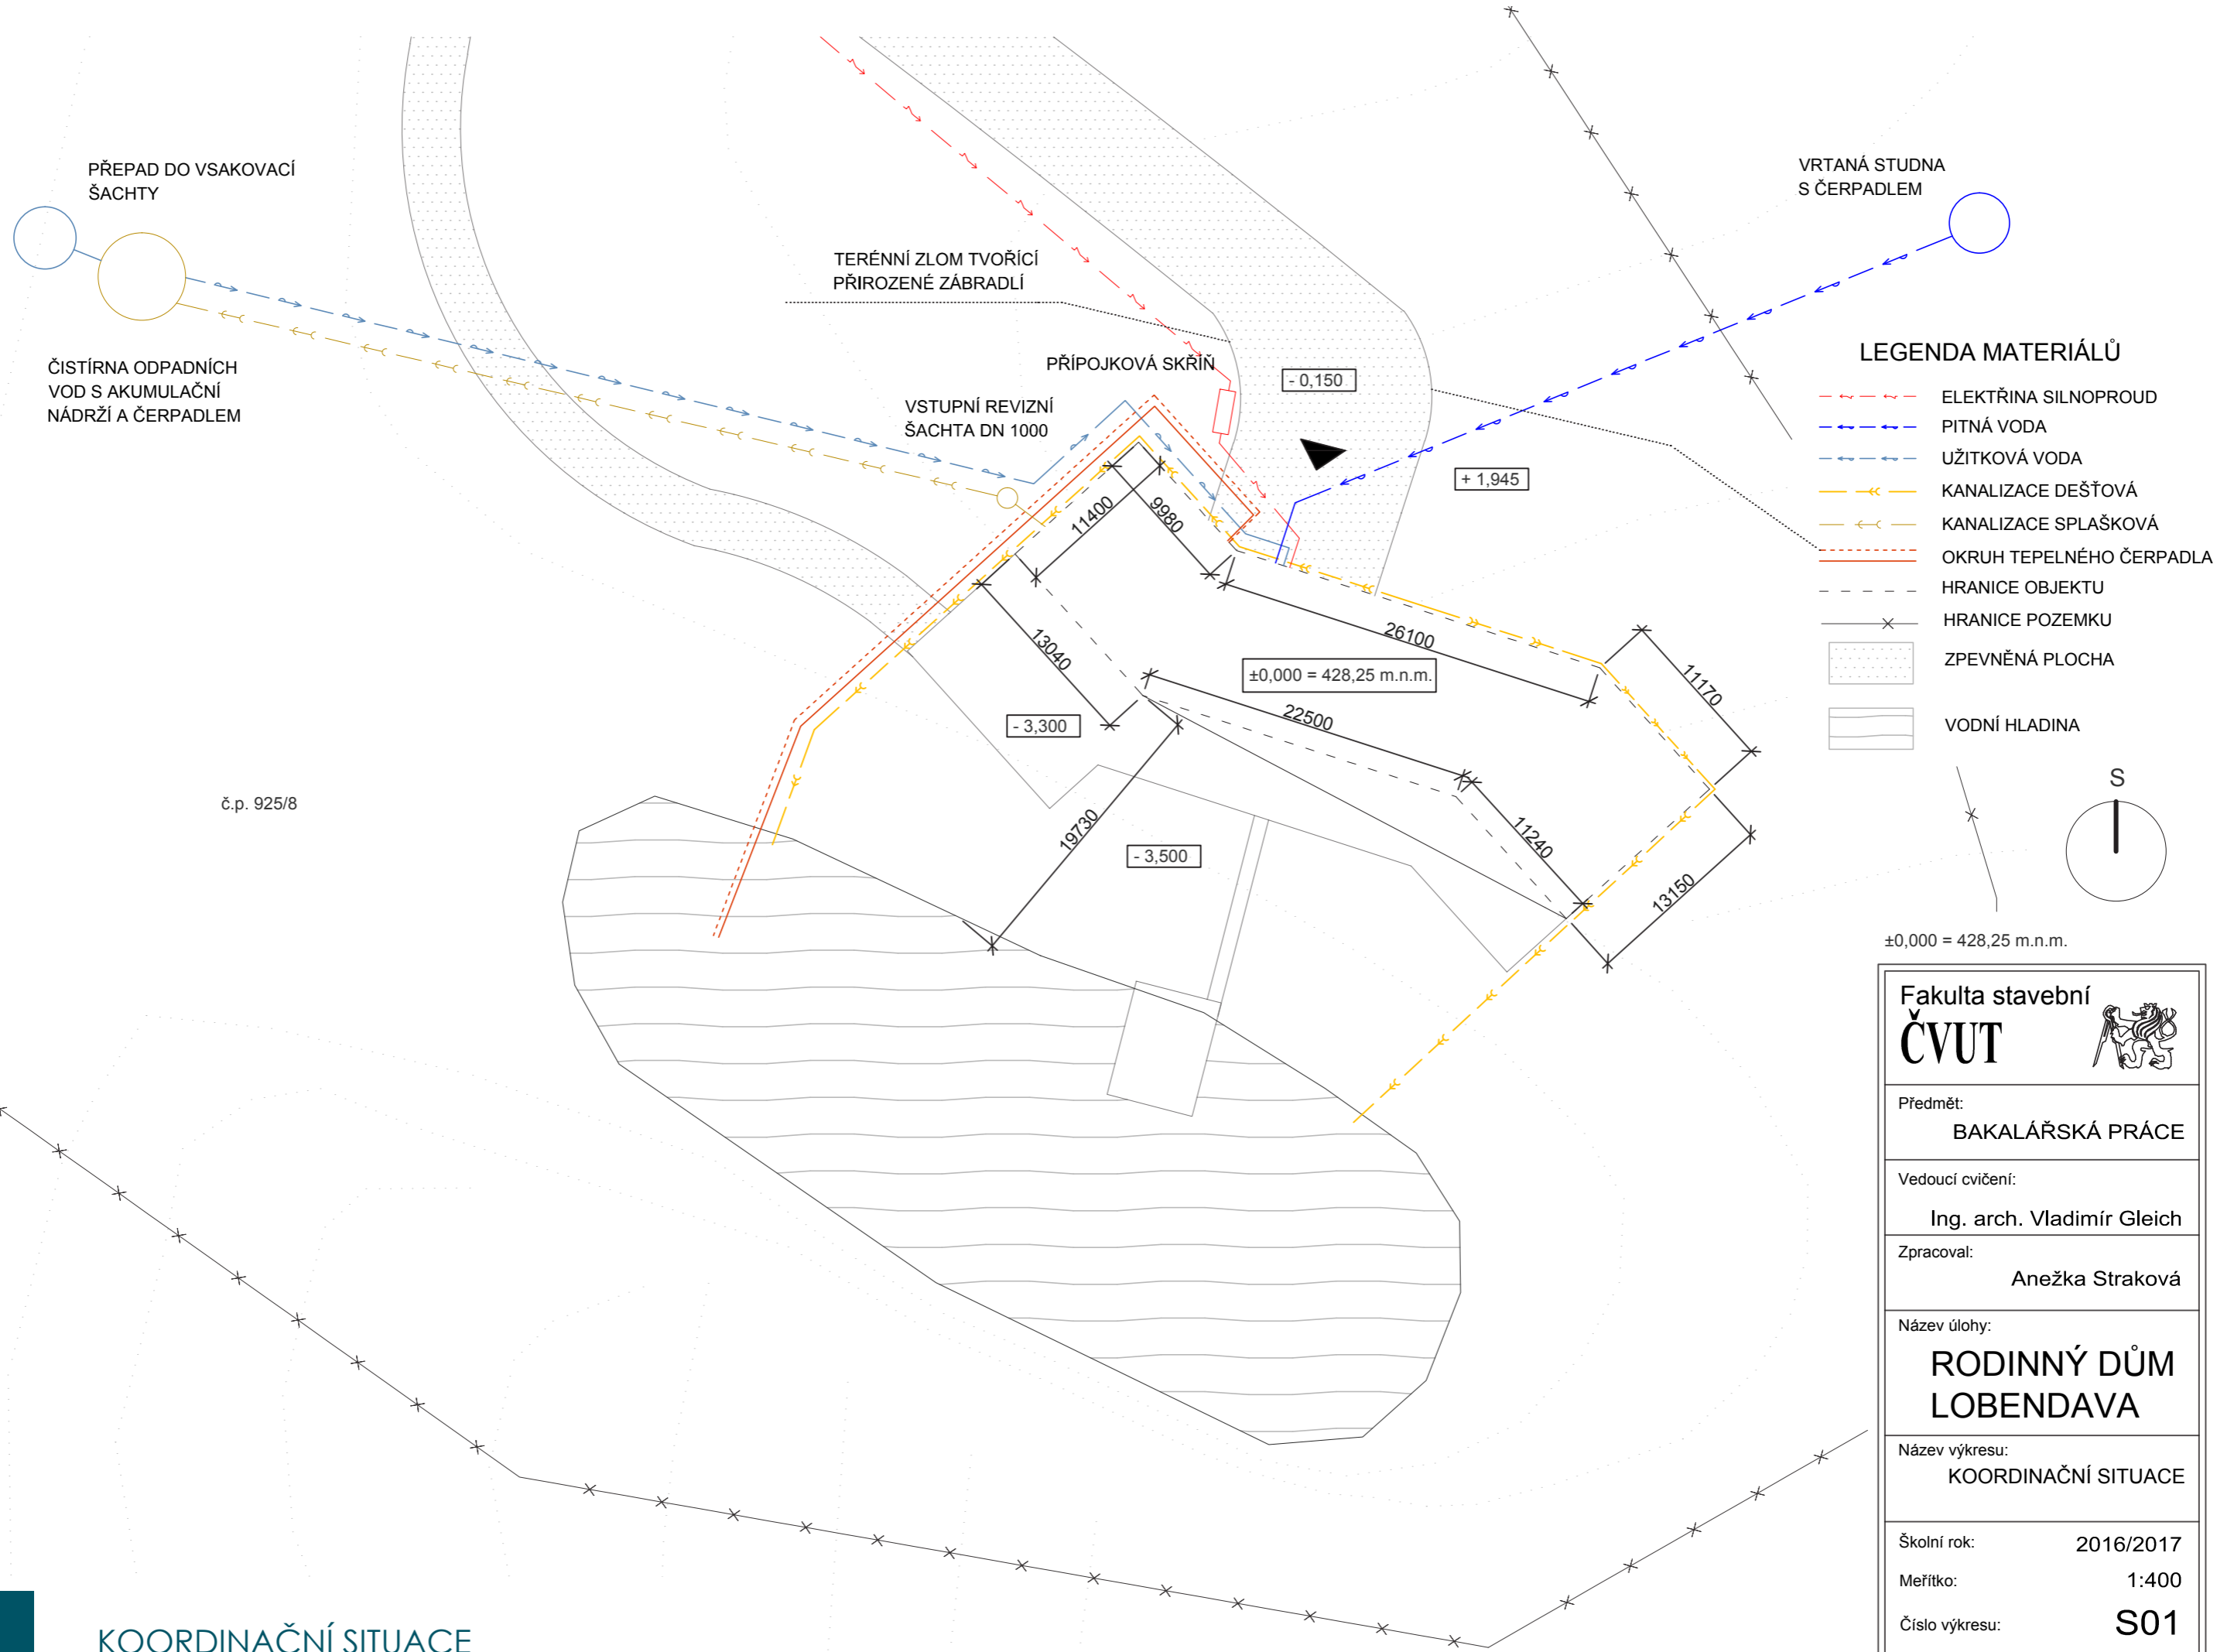 PŘEPAD DO VSAKOVACÍ
ŠACHTY
ČISTÍRNA ODPADNÍCH
VOD S AKUMULAČNÍ
NÁDRŽÍ A ČERPADLEM
TERÉNNÍ ZLOM TVOŘÍCÍ
PŘIROZENÉ ZÁBRADLÍ
PŘÍPOJKOVÁ SKŘÍŇ
VSTUPNÍ REVIZNÍ
ŠACHTA DN 1000
VRTANÁ STUDNA
S ČERPADLEM
- 0,150
+ 1,945
11400
9980
13040
26100
±0,000 = 428,25 m.n.m.
22500
11170
- 3,300
19730
- 3,500
11240
13150
č.p. 925/8
LEGENDA MATERIÁLŮ
ELEKTŘINA SILNOPROUD
PITNÁ VODA
UŽITKOVÁ VODA
KANALIZACE DEŠŤOVÁ
KANALIZACE SPLAŠKOVÁ
OKRUH TEPELNÉHO ČERPADLA
HRANICE OBJEKTU
HRANICE POZEMKU
ZPEVNĚNÁ PLOCHA
VODNÍ HLADINA
S
±0,000 = 428,25 m.n.m.
Fakulta stavební
ČVUT
Předmět:
BAKALÁŘSKÁ PRÁCE
Vedoucí cvičení:
Ing. arch. Vladimír Gleich
Zpracoval:
Anežka Straková
Název úlohy:
RODINNÝ DŮM
LOBENDAVA
Název výkresu:
KOORDINAČNÍ SITUACE
Školní rok: 2016/2017
Meřítko: 1:400
Číslo výkresu: S01
KOORDINAČNÍ SITUACE